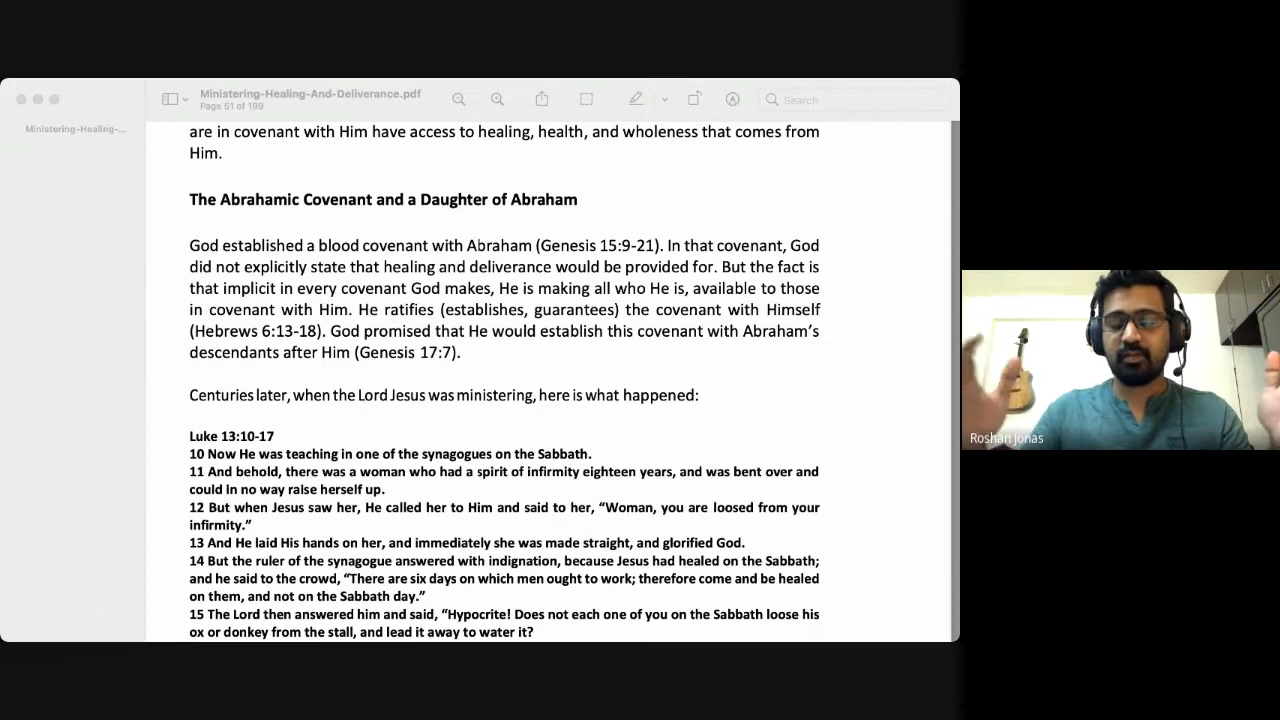 Ministering-Healing-And-Deliverance.pdf
Page 51 of 199
Search
Ministering-Healing-...
are in covenant with Him have access to healing, health, and wholeness that comes from
Him.
The Abrahamic Covenant and a Daughter of Abraham
God established a blood covenant with Abraham (Genesis 15:9-21). In that covenant, God
did not explicitly state that healing and deliverance would be provided for. But the fact is
that implicit in every covenant God makes, He is making all who He is, available to those
in covenant with Him. He ratifies (establishes, guarantees) the covenant with Himself
(Hebrews 6:13-18). God promised that He would establish this covenant with Abraham’s
descendants after Him (Genesis 17:7).
Centuries later, when the Lord Jesus was ministering, here is what happened:
Luke 13:10-17
10 Now He was teaching in one of the synagogues on the Sabbath.
11 And behold, there was a woman who had a spirit of infirmity eighteen years, and was bent over and
could in no way raise herself up.
12 But when Jesus saw her, He called her to Him and said to her, “Woman, you are loosed from your
infirmity.”
13 And He laid His hands on her, and immediately she was made straight, and glorified God.
14 But the ruler of the synagogue answered with indignation, because Jesus had healed on the Sabbath;
and he said to the crowd, “There are six days on which men ought to work; therefore come and be healed
on them, and not on the Sabbath day.”
15 The Lord then answered him and said, “Hypocrite! Does not each one of you on the Sabbath loose his
ox or donkey from the stall, and lead it away to water it?
Roshan Jonas